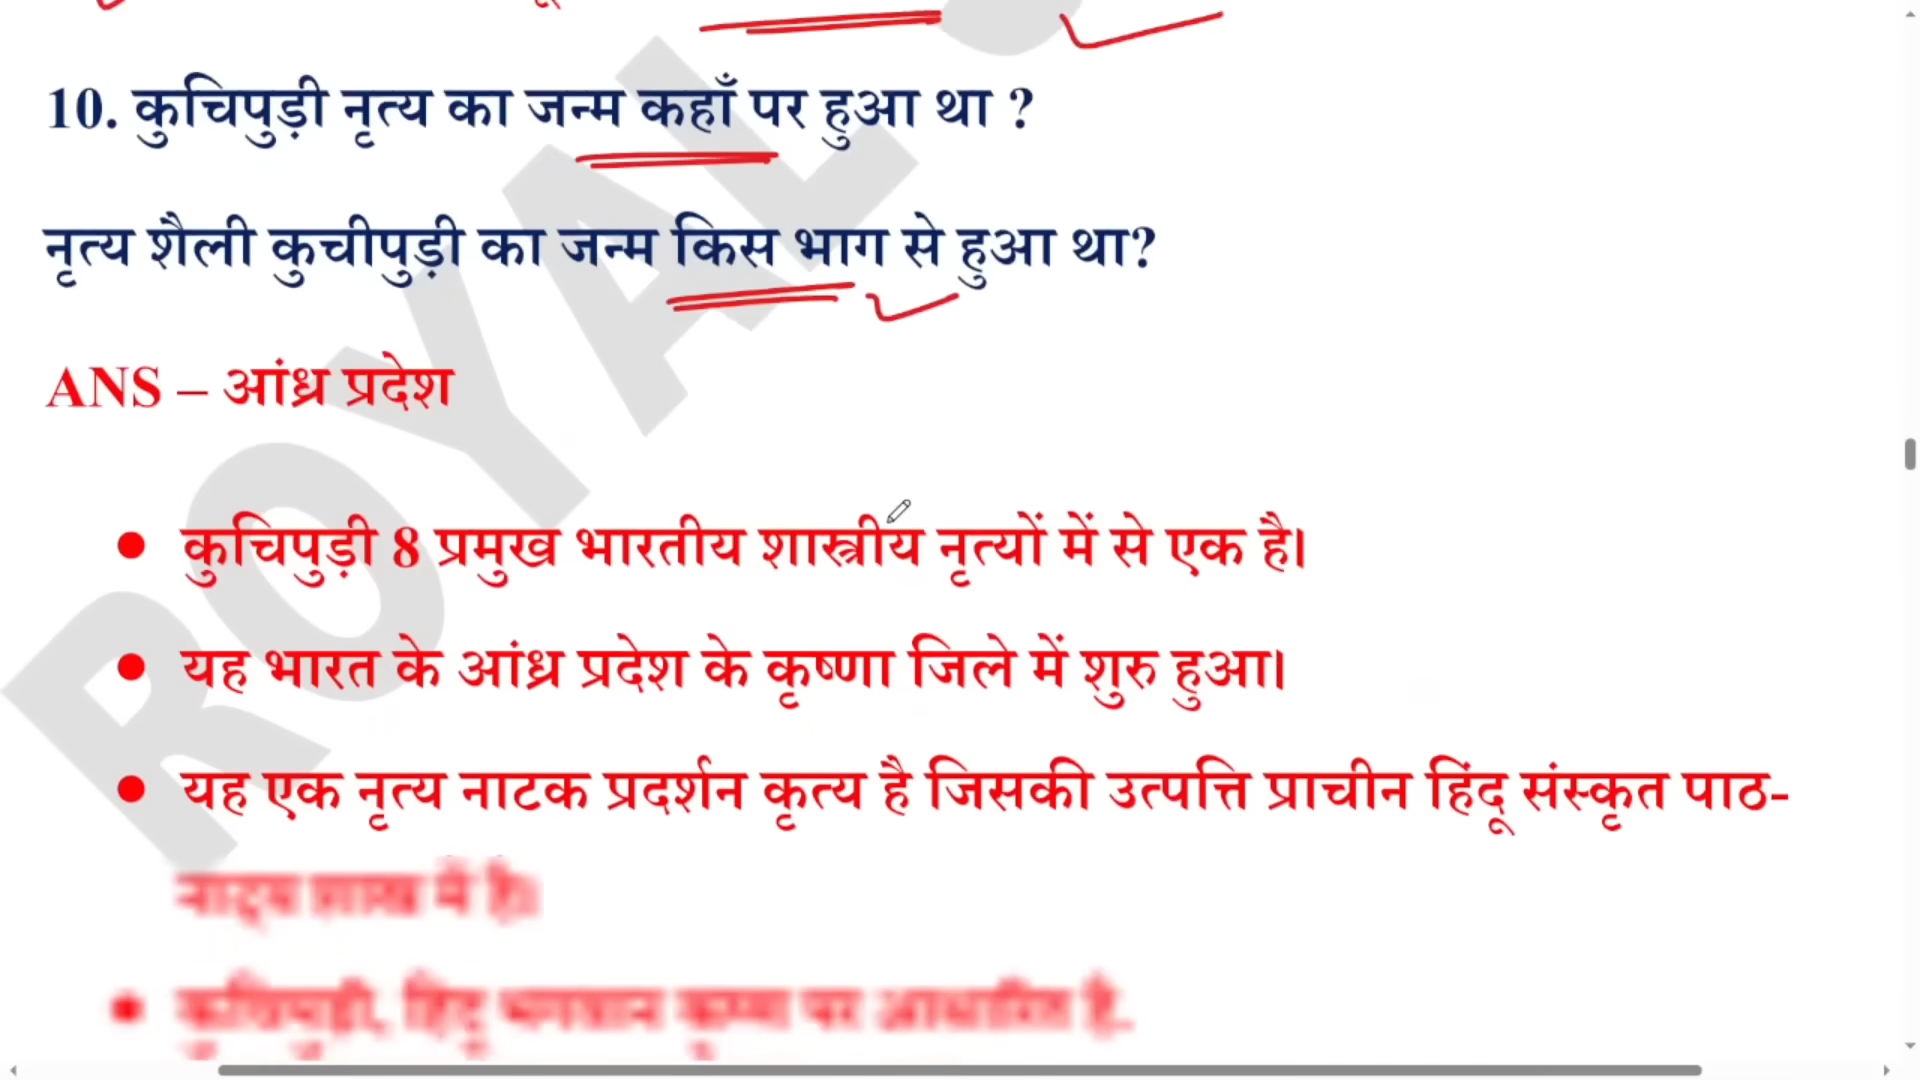 10. कुचिपुड़ी नृत्य का जन्म कहाँ पर हुआ था ?
नृत्य शैली कुचीपुड़ी का जन्म किस भाग से हुआ था?
ANS – आंध्र प्रदेश
• कुचिपुड़ी 8 प्रमुख भारतीय शास्त्रीय नृत्यों में से एक है।
• यह भारत के आंध्र प्रदेश के कृष्णा जिले में शुरु हुआ।
• यह एक नृत्य नाटक प्रदर्शन कृत्य है जिसकी उत्पत्ति प्राचीन हिंदू संस्कृत पाठ-
ROYAL